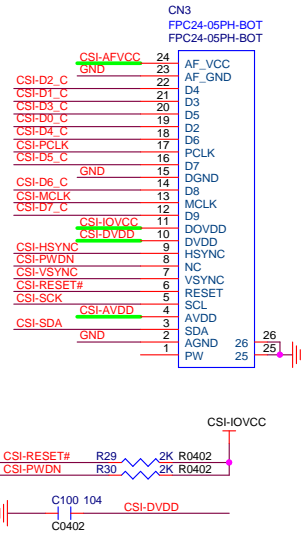 CN3
FPC24-05PH-BOT
FPC24-05PH-BOT
CSI-AFVCC 24 AF_VCC
GND 23 AF_GND
CSI-D2_C 22 D4
CSI-D1_C 21 D3
CSI-D3_C 20 D5
CSI-D0_C 19 D2
CSI-D4_C 18 D6
CSI-PCLK 17 PCLK
CSI-D5_C 16 D7
GND 15 DGND
CSI-D6_C 14 D8
CSI-MCLK 13 MCLK
CSI-D7_C 12 D9
CSI-IOVCC 11 DOVDD
CSI-DVDD 10 DVDD
CSI-HSYNC 9 HSYNC
CSI-PWDN 8 NC
CSI-VSYNC 7 VSYNC
CSI-RESET# 6 RESET
CSI-SCK 5 SCL
CSI-AVDD 4 AVDD
CSI-SDA 3 SDA
GND 2 AGND 26 26
1 PW 25 25
CSI-IOVCC
CSI-RESET# R29 2K R0402
CSI-PWDN R30 2K R0402
C100 104 CSI-DVDD
C0402